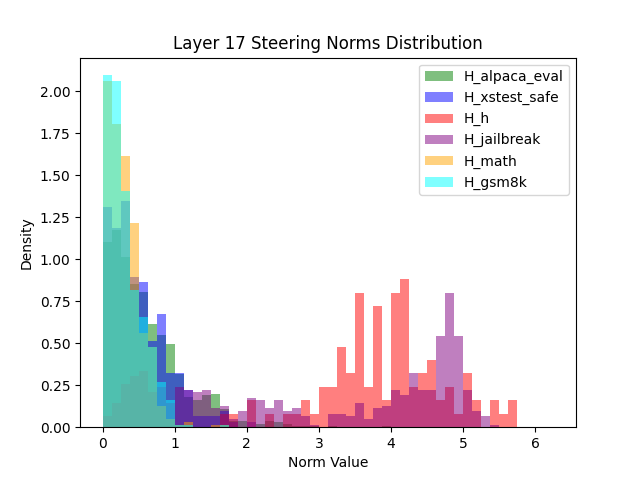 Layer 17 Steering Norms Distribution
H_alpaca_eval
H_xstest_safe
H_h
H_jailbreak
H_math
H_gsm8k
Density
2.00
1.75
1.50
1.25
1.00
0.75
0.50
0.25
0.00
0 1 2 3 4 5 6
Norm Value